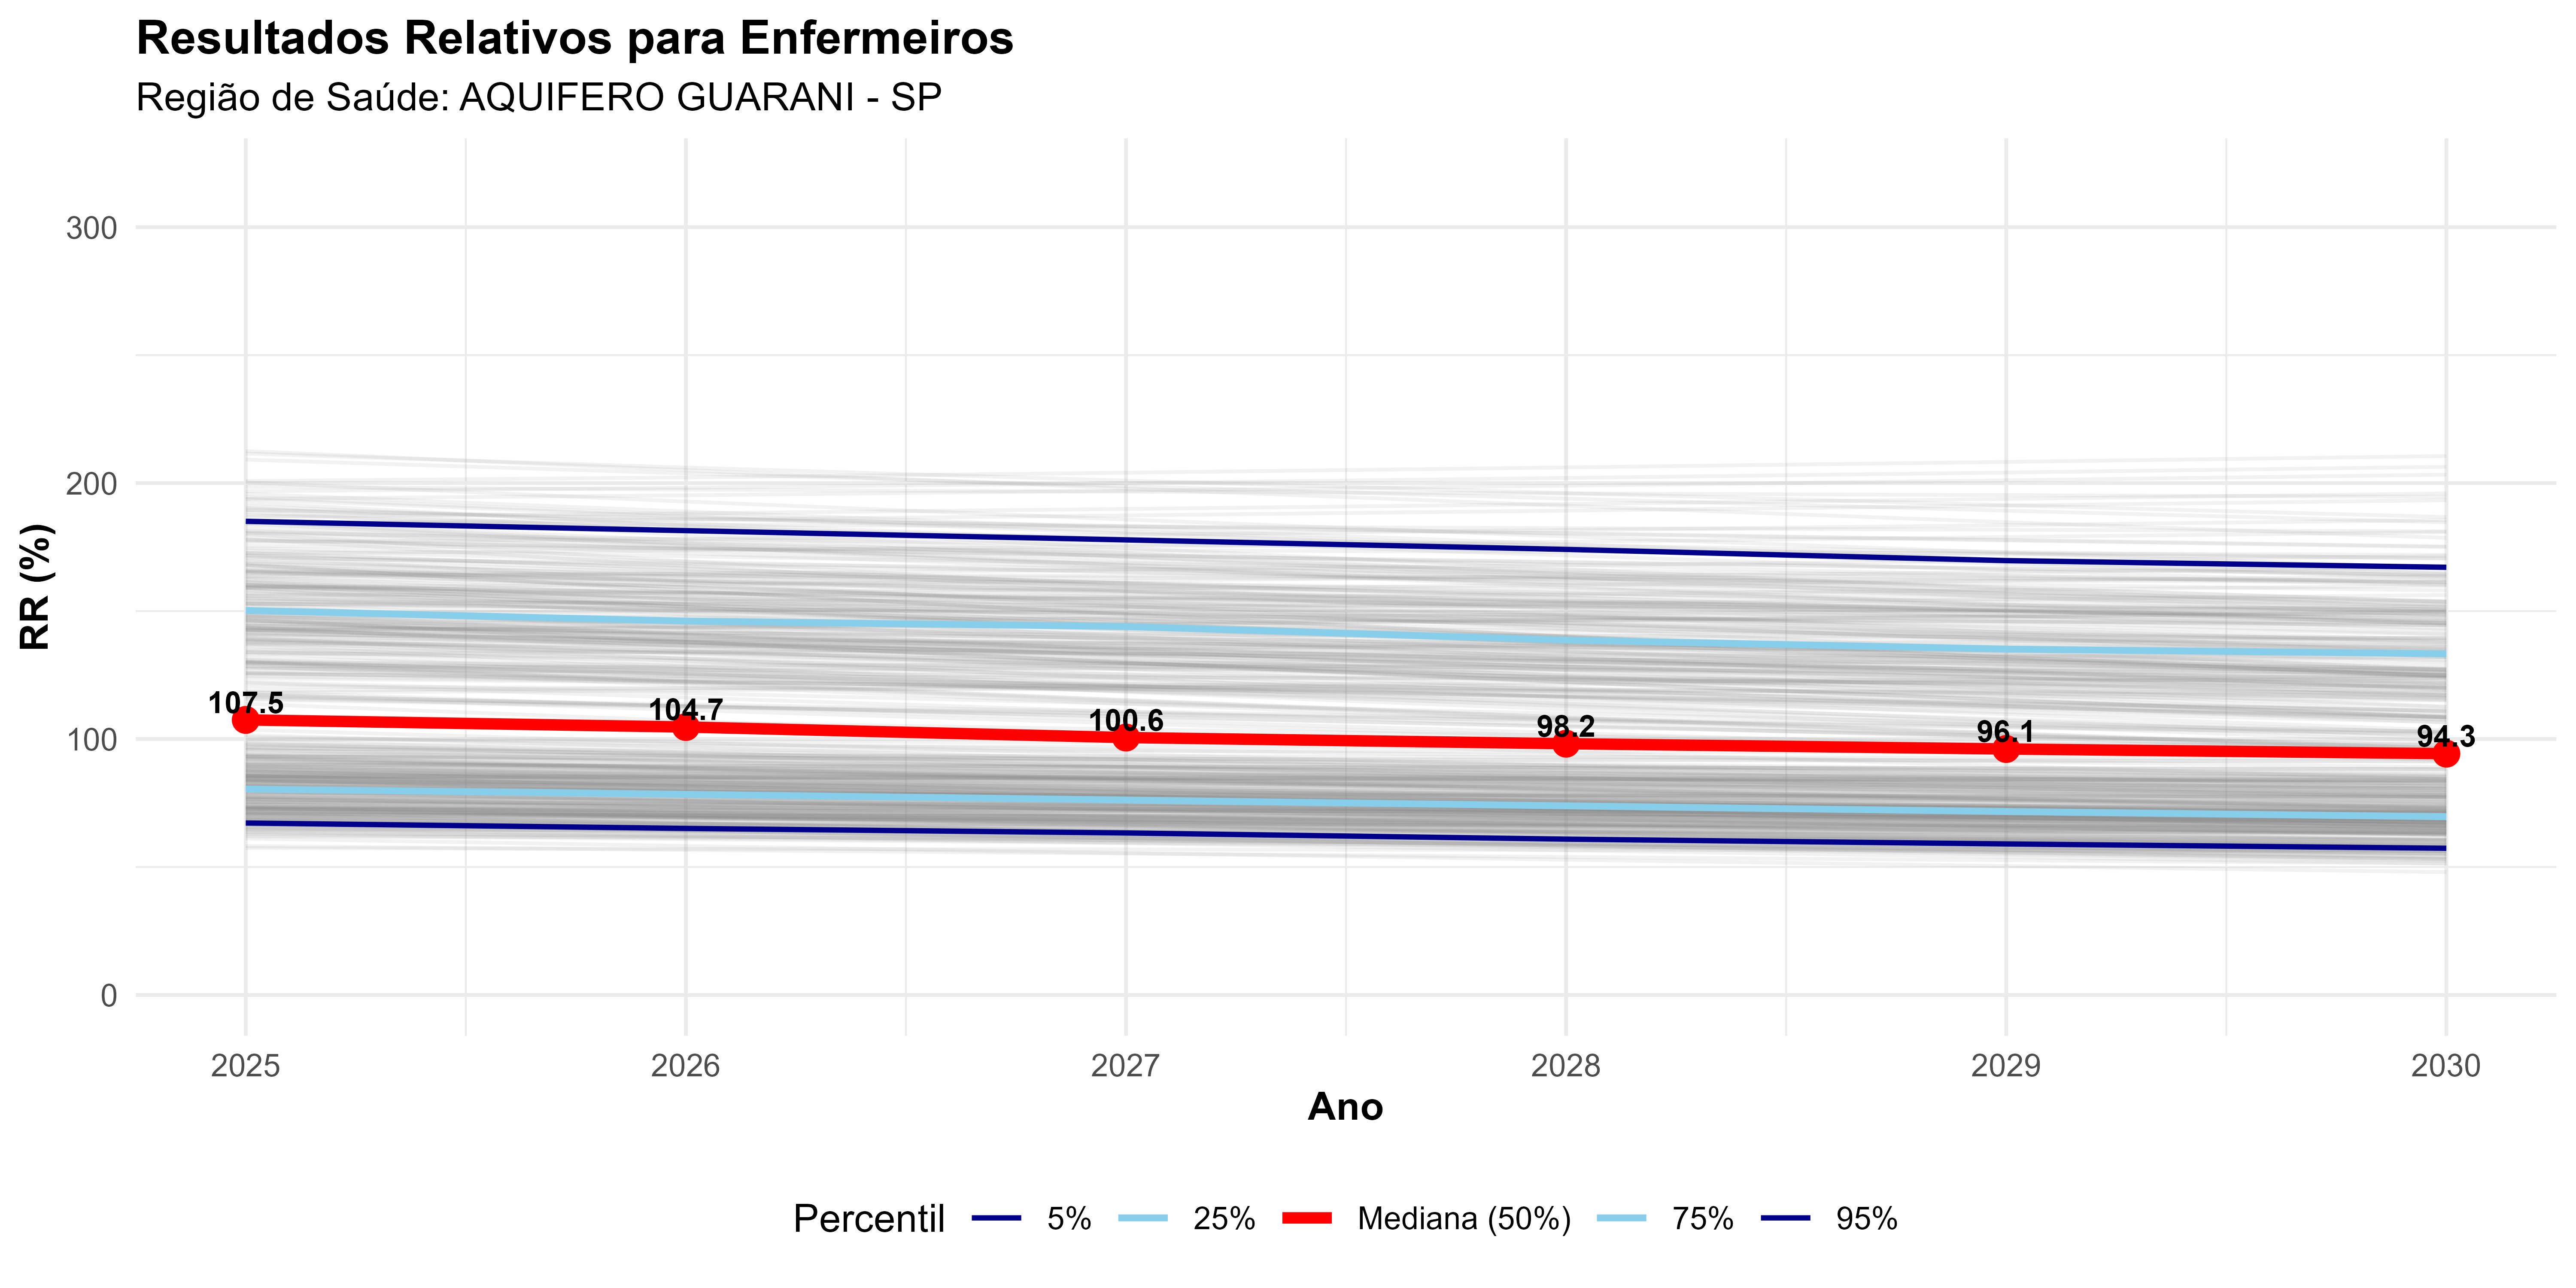 Resultados Relativos para Enfermeiros
Região de Saúde: AQUIFERO GUARANI - SP
RR (%)
300
200
100
0
107.5
104.7
100.6
98.2
96.1
94.3
2025 2026 2027 2028 2029 2030
Ano
Percentil 5% 25% Mediana (50%) 75% 95%